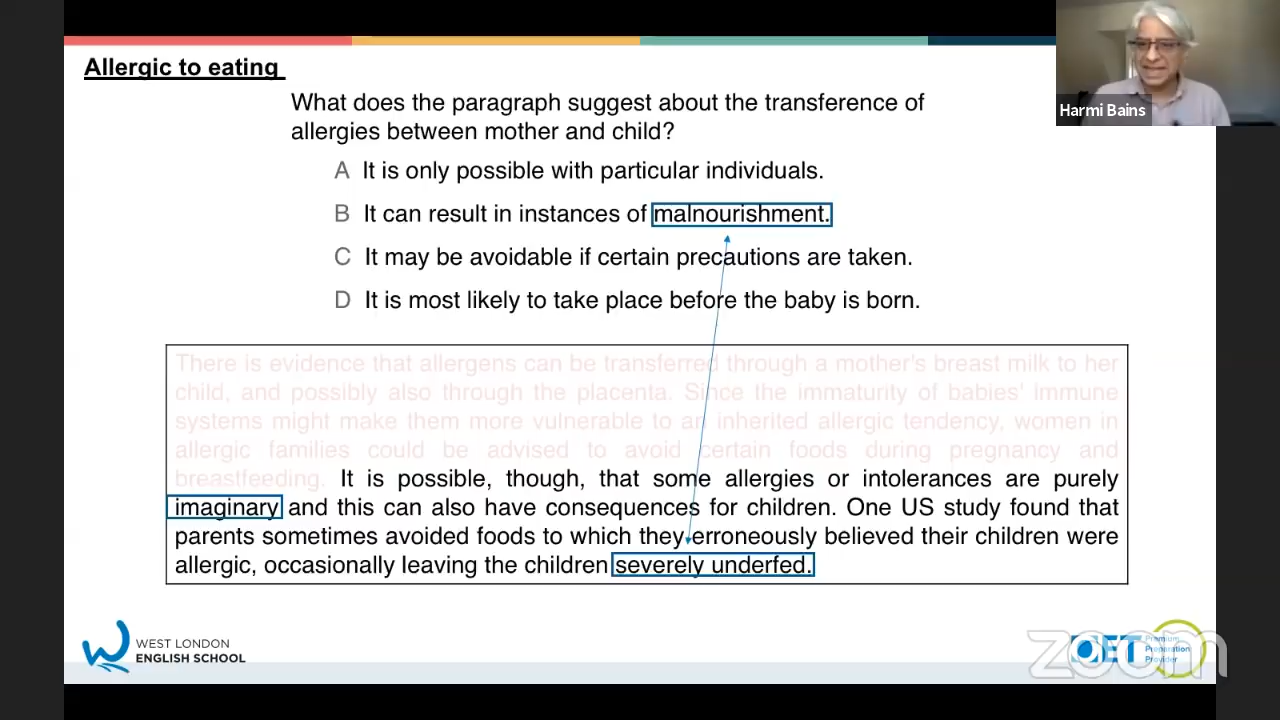 Allergic to eating
Harmi Bains
What does the paragraph suggest about the transference of
allergies between mother and child?
A It is only possible with particular individuals.
B It can result in instances of malnourishment.
C It may be avoidable if certain precautions are taken.
D It is most likely to take place before the baby is born.
There is evidence that allergens can be transferred through a mother's breast milk to her
child, and possibly also through the placenta. Since the immaturity of babies' immune
systems might make them more vulnerable to an inherited allergic tendency, women in
allergic families could be advised to avoid certain foods during pregnancy and
breastfeeding. It is possible, though, that some allergies or intolerances are purely
imaginary and this can also have consequences for children. One US study found that
parents sometimes avoided foods to which they erroneously believed their children were
allergic, occasionally leaving the children severely underfed.
WEST LONDON
ENGLISH SCHOOL
OET
Premium
Preparation
Provider
zoom